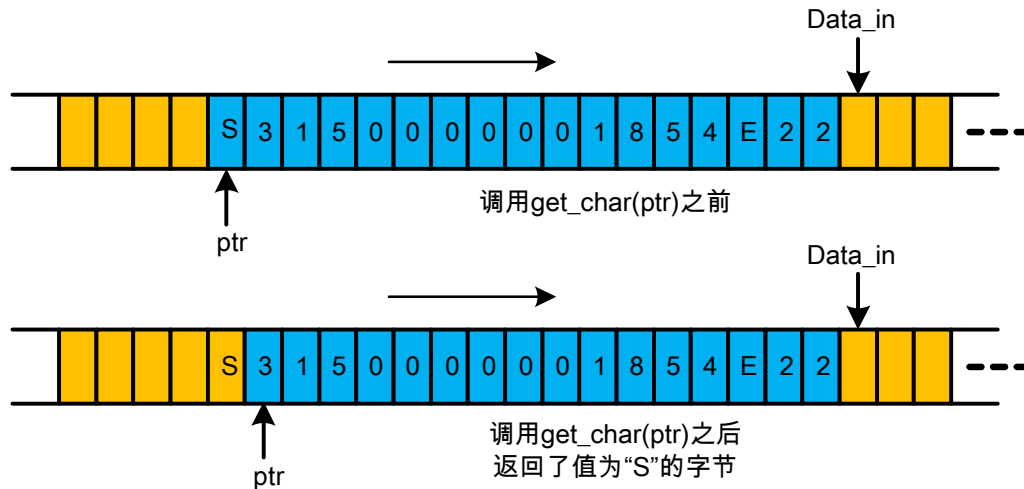 Data_in
S 3 1 5 0 0 0 0 0 0 1 8 5 4 E 2 2
调用get_char(ptr)之前
ptr
Data_in
S 3 1 5 0 0 0 0 0 0 1 8 5 4 E 2 2
调用get_char(ptr)之后
返回了值为“S”的字节
ptr